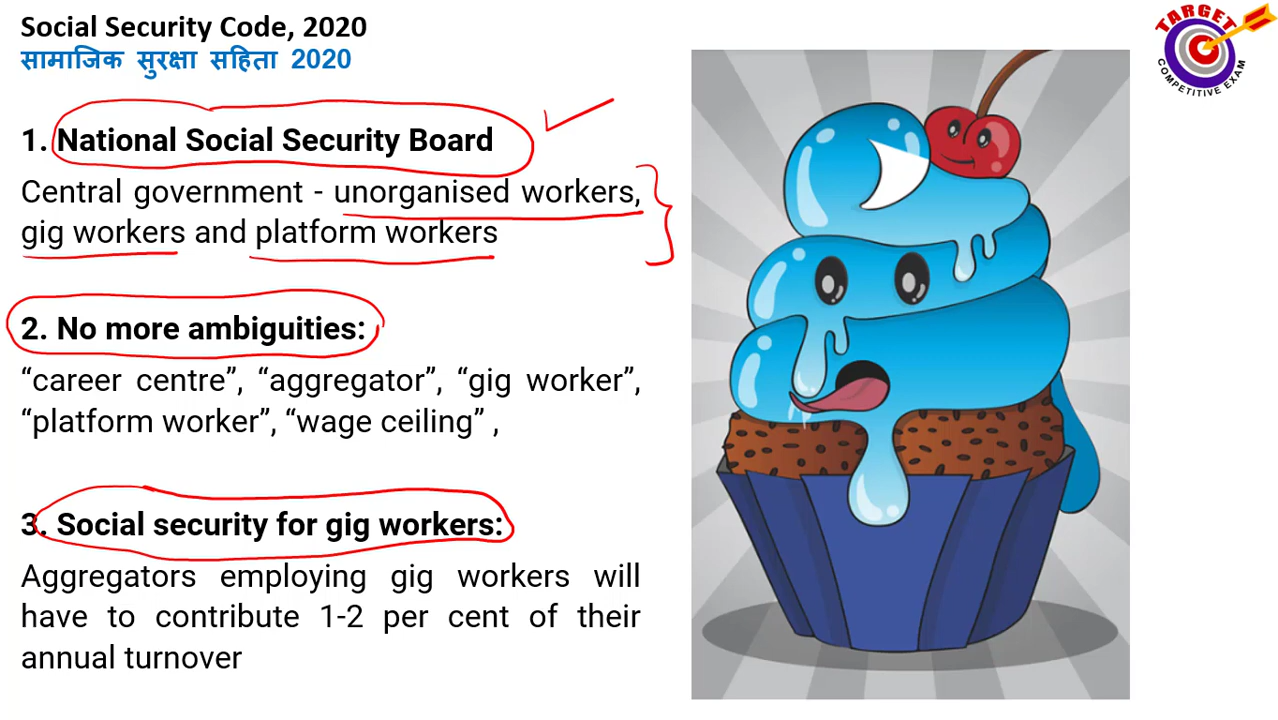 Social Security Code, 2020
सामाजिक सुरक्षा सहिता 2020
TARGET
COMPETITIVE EXAM
1. National Social Security Board
Central government - unorganised workers,
gig workers and platform workers
2. No more ambiguities:
“career centre”, “aggregator”, “gig worker”,
“platform worker”, “wage ceiling” ,
3. Social security for gig workers:
Aggregators employing gig workers will
have to contribute 1-2 per cent of their
annual turnover